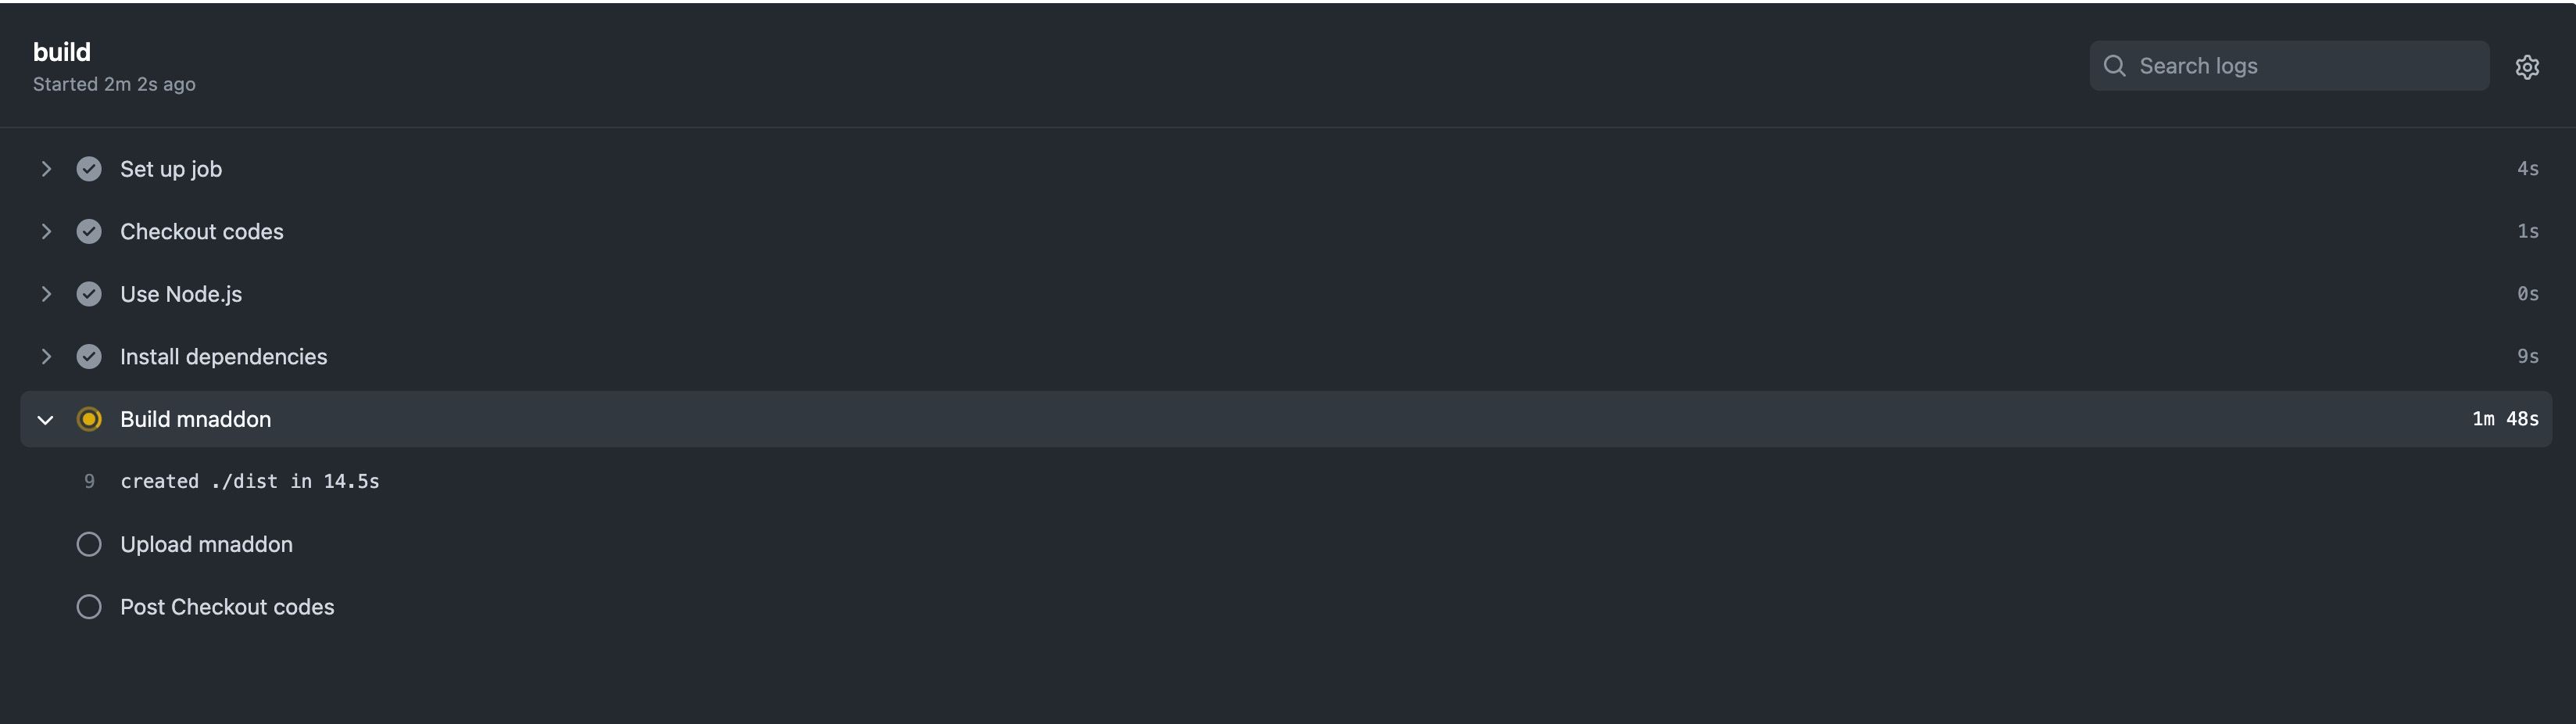 build
Started 2m 2s ago
Search logs
Set up job 4s
Checkout codes 1s
Use Node.js 0s
Install dependencies 9s
Build mnaddon 1m 48s
9 created ./dist in 14.5s
Upload mnaddon
Post Checkout codes